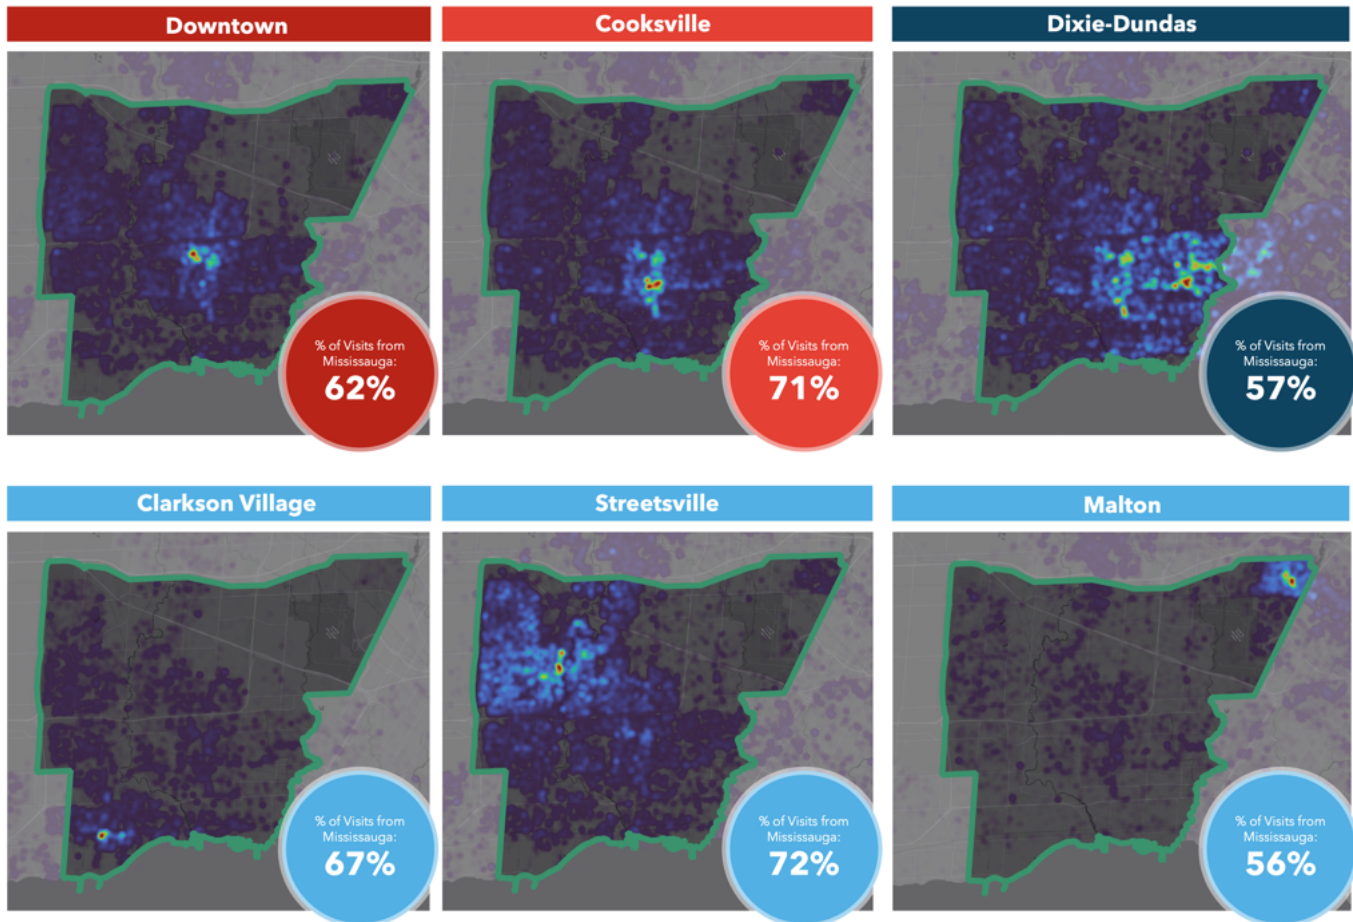 Downtown
Cooksville
Dixie-Dundas
% of Visits from
Mississauga:
62%
% of Visits from
Mississauga:
71%
% of Visits from
Mississauga:
57%
Clarkson Village
Streetsville
Malton
% of Visits from
Mississauga:
67%
% of Visits from
Mississauga:
72%
% of Visits from
Mississauga:
56%